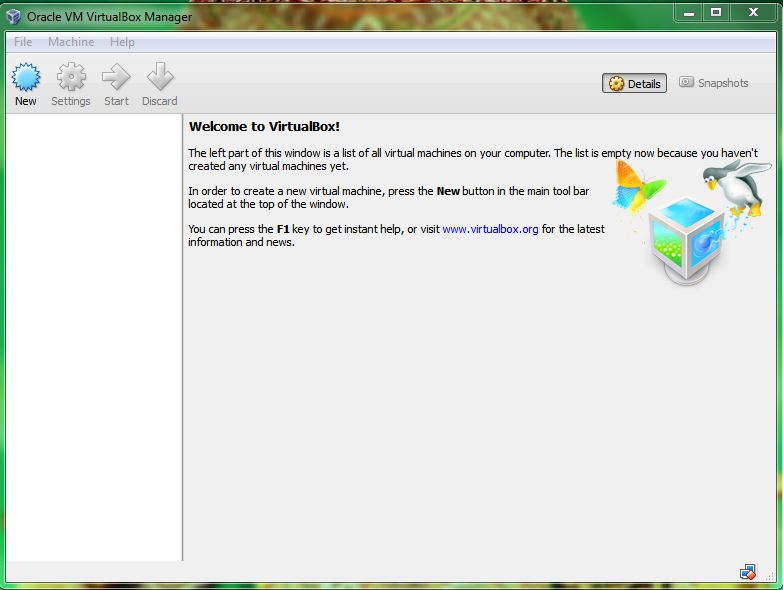 Oracle VM VirtualBox Manager
File Machine Help
New Settings Start Discard
Details Snapshots
Welcome to VirtualBox!
The left part of this window is a list of all virtual machines on your computer. The list is empty now because you haven't
created any virtual machines yet.
In order to create a new virtual machine, press the New button in the main tool bar
located at the top of the window.
You can press the F1 key to get instant help, or visit www.virtualbox.org for the latest
information and news.